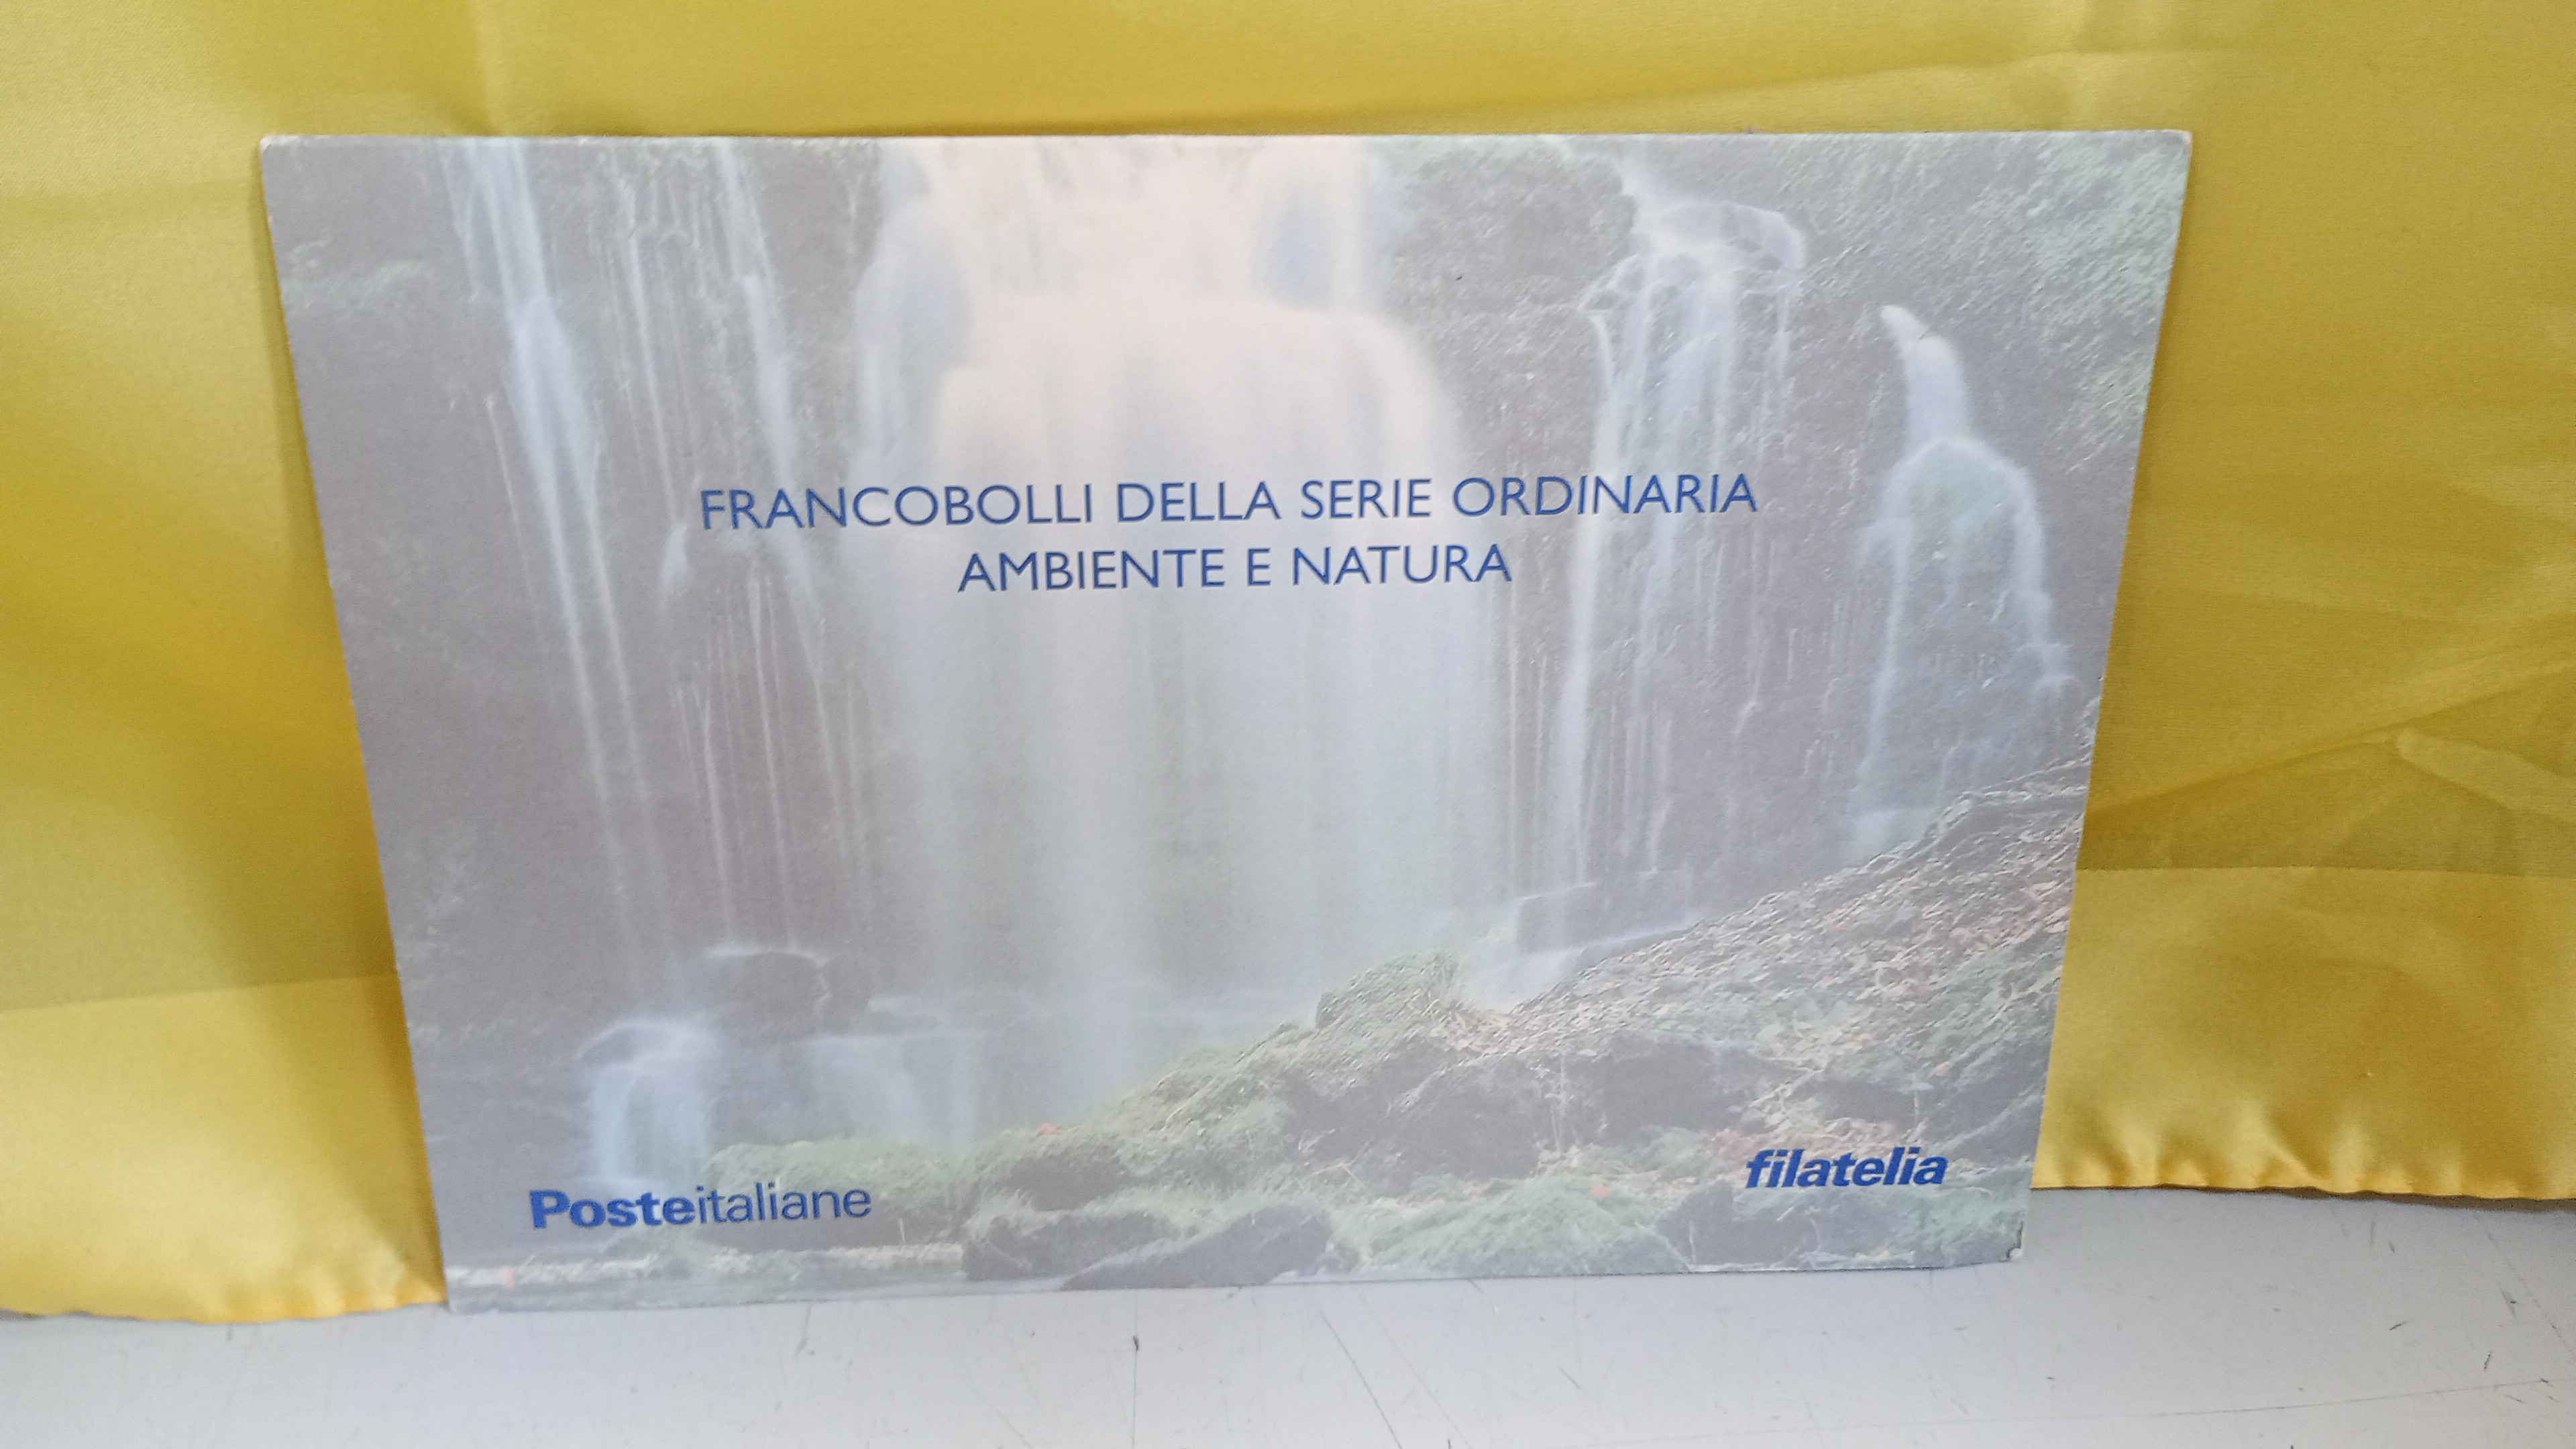 FRANCOBOLLI DELLA SERIE ORDINARIA
AMBIENTE E NATURA
Posteitaliane
filatelia